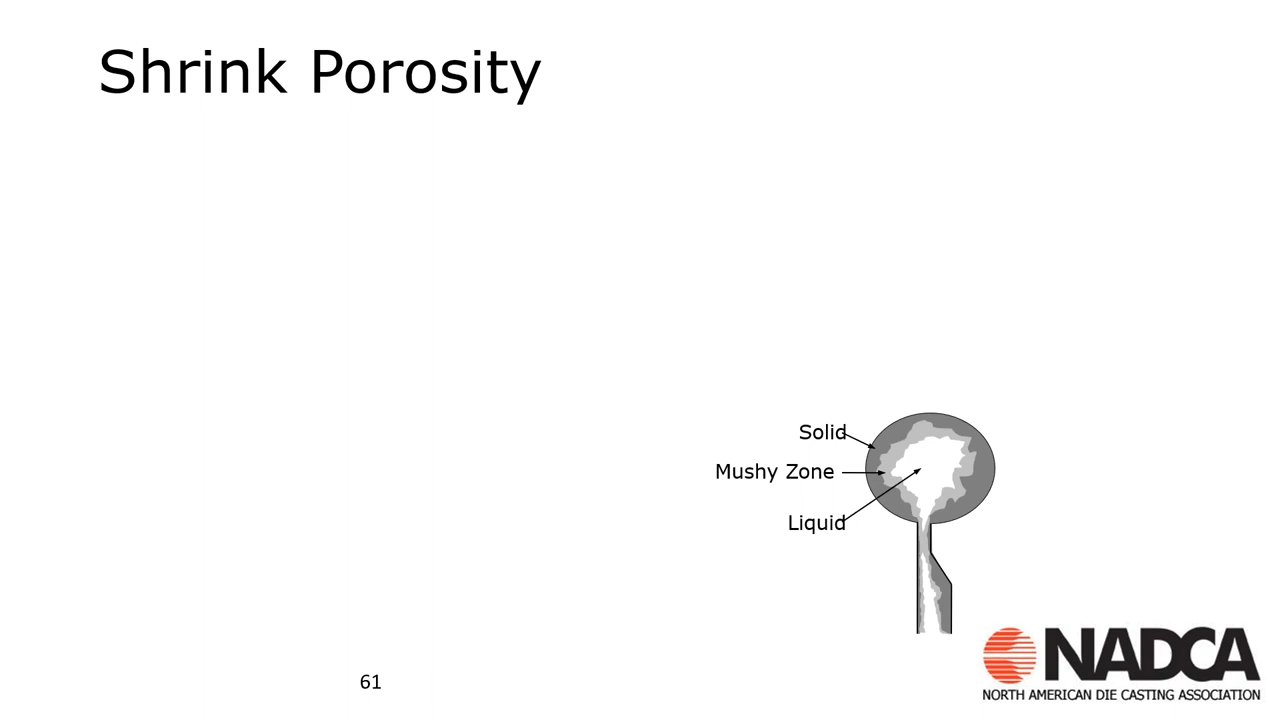 Shrink Porosity
Solid
Mushy Zone
Liquid
61
NADCA
NORTH AMERICAN DIE CASTING ASSOCIATION